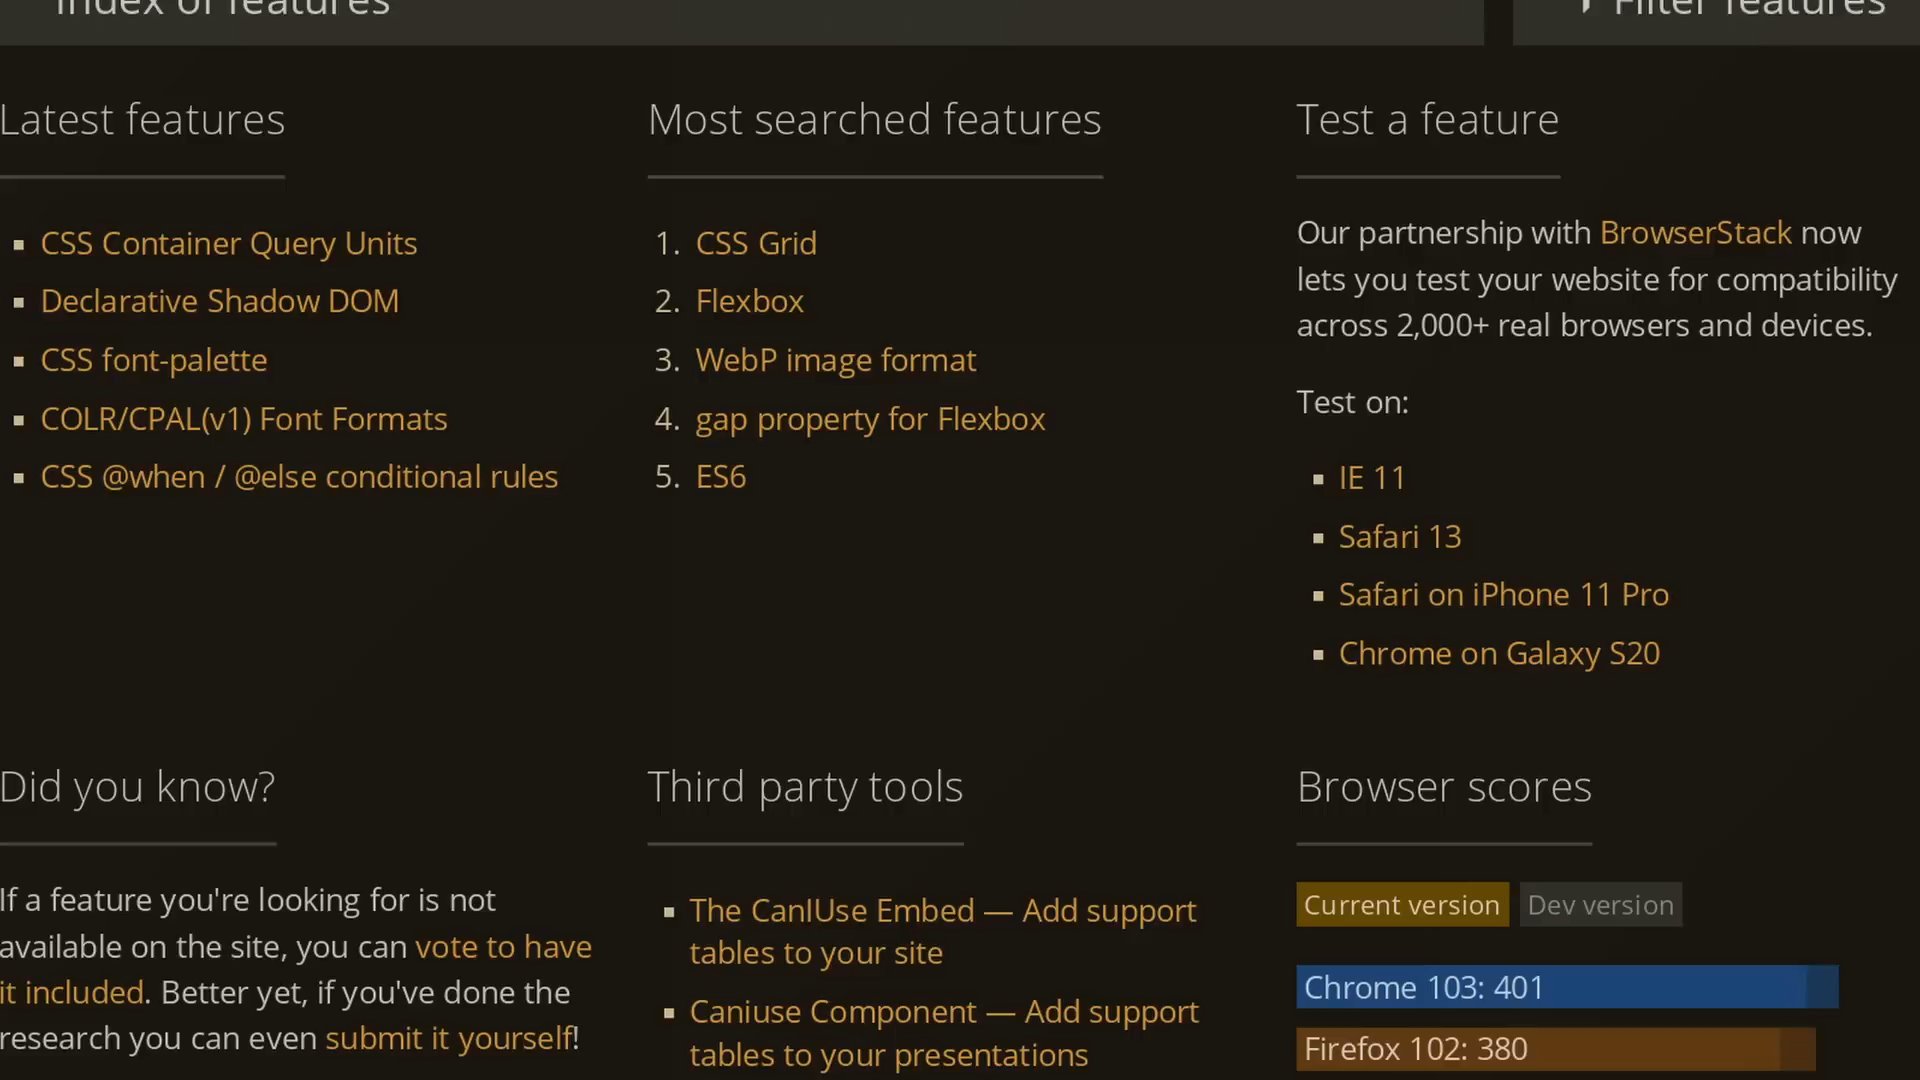 Index of features
Filter features
Latest features
CSS Container Query Units
Declarative Shadow DOM
CSS font-palette
COLR/CPAL(v1) Font Formats
CSS @when / @else conditional rules
Most searched features
1. CSS Grid
2. Flexbox
3. WebP image format
4. gap property for Flexbox
5. ES6
Test a feature
Our partnership with BrowserStack now
lets you test your website for compatibility
across 2,000+ real browsers and devices.
Test on:
IE 11
Safari 13
Safari on iPhone 11 Pro
Chrome on Galaxy S20
Did you know?
If a feature you're looking for is not
available on the site, you can vote to have
it included. Better yet, if you've done the
research you can even submit it yourself!
Third party tools
The CanIUse Embed — Add support
tables to your site
Caniuse Component — Add support
tables to your presentations
Browser scores
Current version
Dev version
Chrome 103: 401
Firefox 102: 380